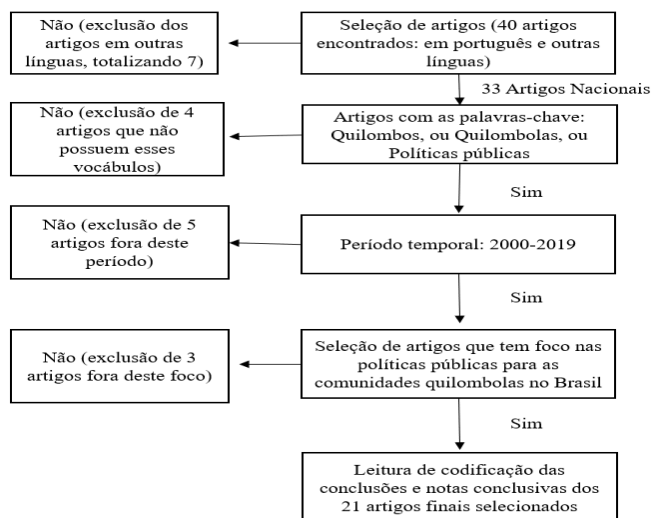 Não (exclusão dos
artigos em outras
línguas, totalizando 7)
Seleção de artigos (40 artigos
encontrados: em português e outras
línguas)
33 Artigos Nacionais
Não (exclusão de 4
artigos que não
possuem esses
vocábulos)
Artigos com as palavras-chave:
Quilombos, ou Quilombolas, ou
Políticas públicas
Sim
Não (exclusão de 5
artigos fora deste
período)
Período temporal: 2000-2019
Sim
Não (exclusão de 3
artigos fora deste foco)
Seleção de artigos que tem foco nas
políticas públicas para as
comunidades quilombolas no Brasil
Sim
Leitura de codificação das
conclusões e notas conclusivas dos
21 artigos finais selecionados